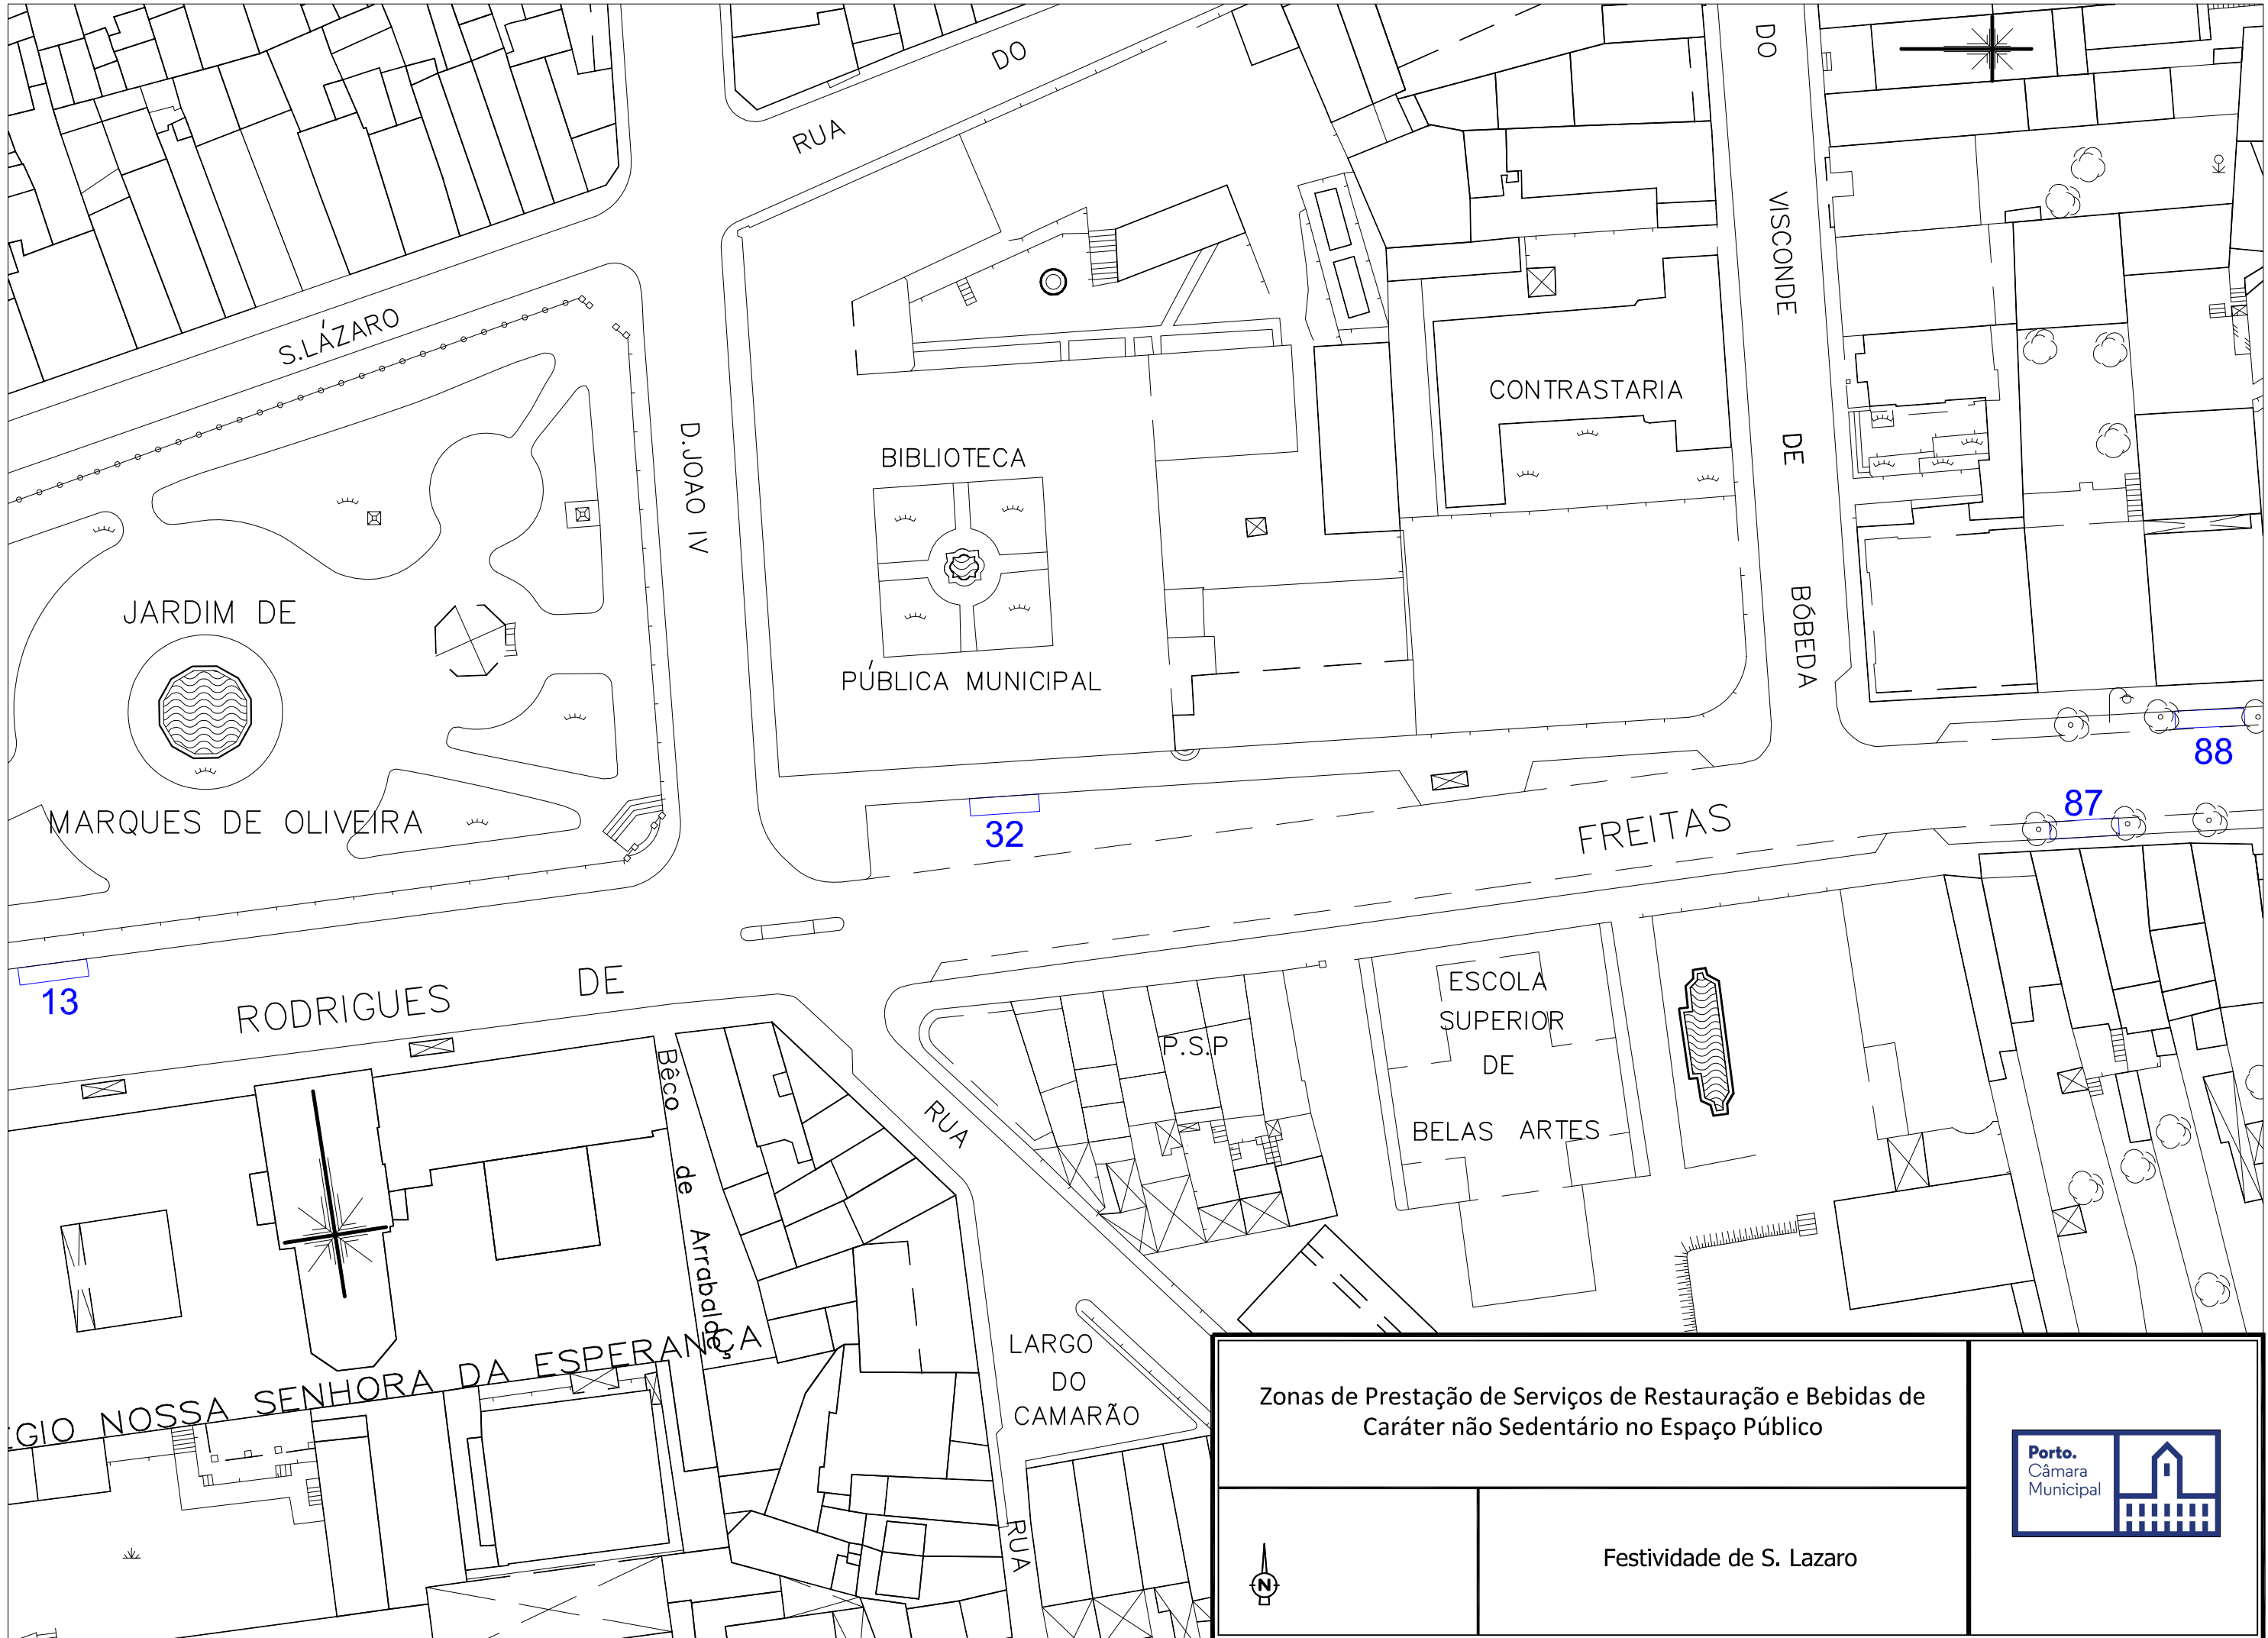 DO
RUA
DO
VISCONDE
DE
BÓBEDA
S.LÁZARO
D.JOAO IV
CONTRASTARIA
BIBLIOTECA
PÚBLICA MUNICIPAL
JARDIM DE
MARQUES DE OLIVEIRA
88
87
32
FREITAS
13
RODRIGUES
DE
ESCOLA
SUPERIOR
DE
BELAS ARTES
P.S.P
Bêco de Arrabalde
RUA
LARGO
DO
CAMARÃO
EGIO NOSSA SENHORA DA ESPERANÇA
RUA
Zonas de Prestação de Serviços de Restauração e Bebidas de
Caráter não Sedentário no Espaço Público
N
Festividade de S. Lazaro
Porto.
Câmara
Municipal